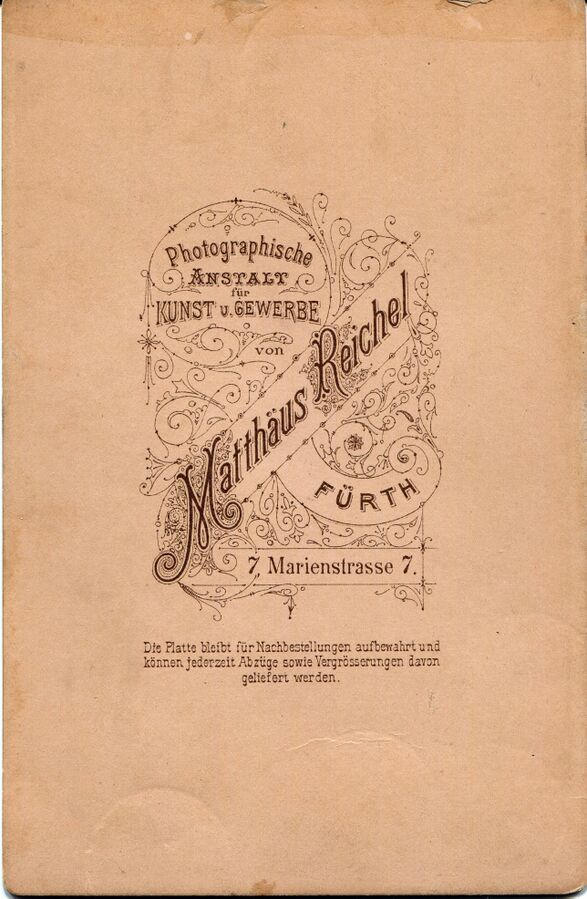 Photographische
ANSTALT
für
KUNST u. GEWERBE
von
Matthäus Reichel
FÜRTH
7 Marienstrasse 7.
Die Platte bleibt für Nachbestellungen aufbewahrt und
können jederzeit Abzüge sowie Vergrösserungen davon
geliefert werden.